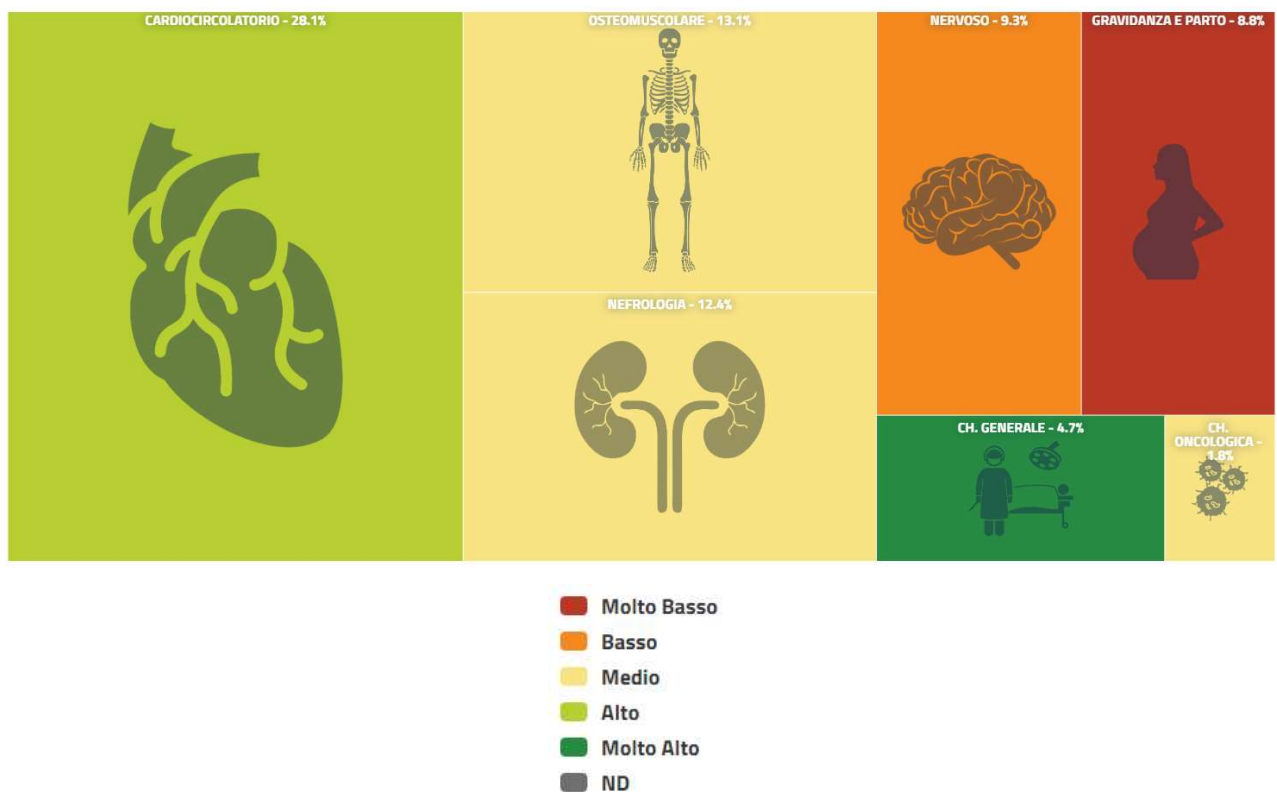 CARDIOCIRCOLATORIO - 28.1%
OSTEOMUSCOLARE - 13.1%
NERVOSO - 9.3%
GRAVIDANZA E PARTO - 8.8%
NEFROLOGIA - 12.4%
CH. GENERALE - 4.7%
CH.
ONCOLOGICA -
1.8%
Molto Basso
Basso
Medio
Alto
Molto Alto
ND